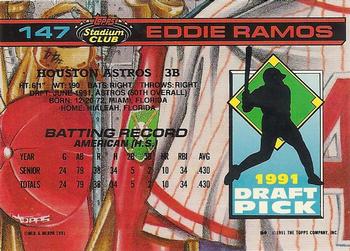 147
TOPPS
Stadium
CLUB
EDDIE RAMOS
HOUSTON ASTROS 3B
HT: 6'1" WT: 190 BATS: RIGHT THROWS: RIGHT
DRFT: JUNE-1991, ASTROS (50TH OVERALL)
BORN: 12-20-72, MIAMI, FLORIDA
HOME: HIALEAH, FLORIDA
BATTING RECORD
AMERICAN (H.S.)
YEAR G AB R H 2B 3B HR RBI AVG
SENIOR 24 79 38 34 5 2 10 34 .430
TOTALS 24 79 38 34 5 2 10 34 .430
1991
DRAFT
PICK
TOPPS
©1991 THE TOPPS COMPANY, INC.